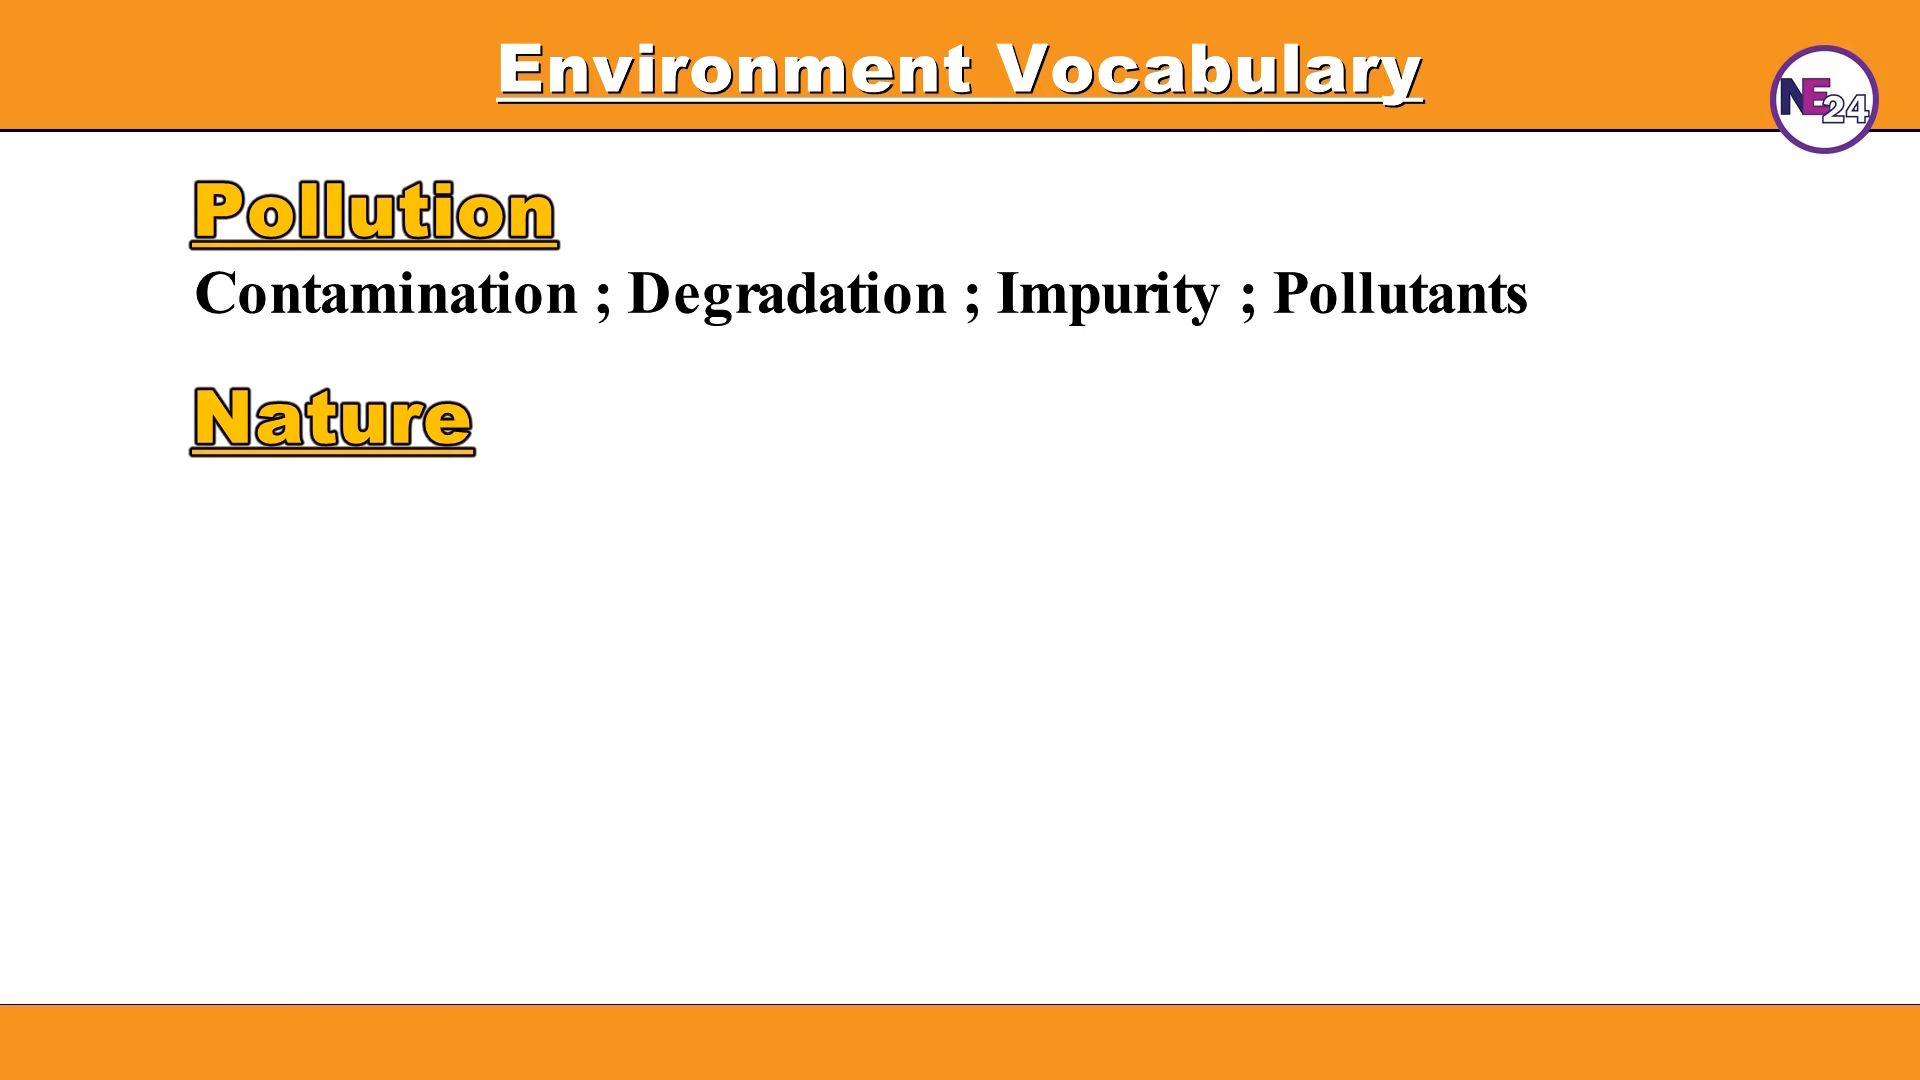 Environment Vocabulary
NE24
Pollution
Contamination ; Degradation ; Impurity ; Pollutants
Nature